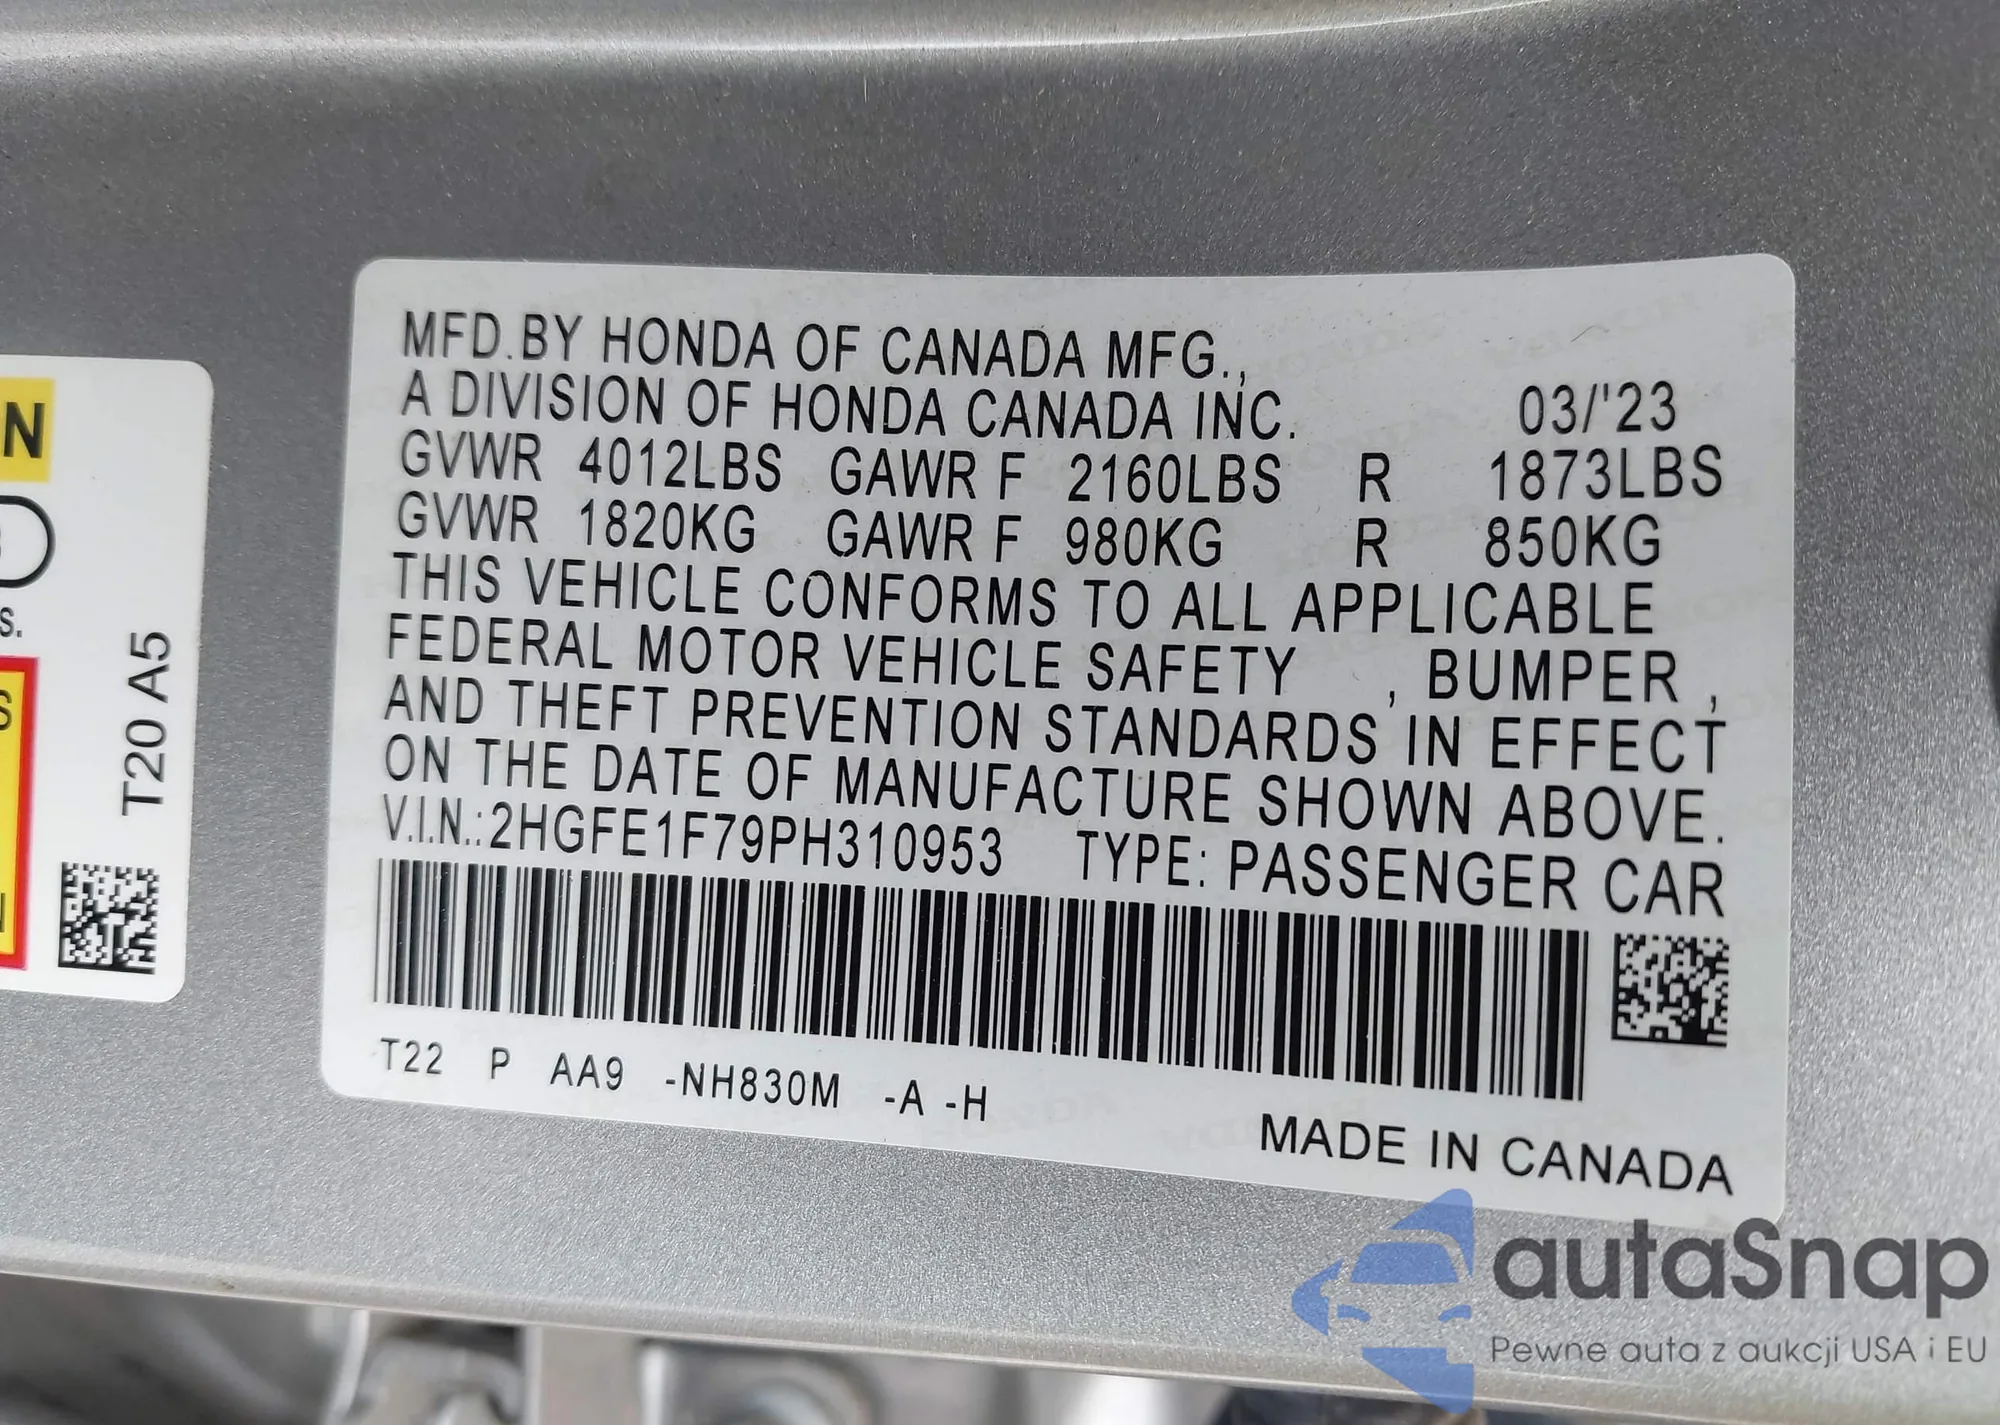 MFD.BY HONDA OF CANADA MFG.,
A DIVISION OF HONDA CANADA INC. 03/'23
GVWR 4012LBS GAWR F 2160LBS R 1873LBS
GVWR 1820KG GAWR F 980KG R 850KG
THIS VEHICLE CONFORMS TO ALL APPLICABLE
FEDERAL MOTOR VEHICLE SAFETY , BUMPER ,
AND THEFT PREVENTION STANDARDS IN EFFECT
ON THE DATE OF MANUFACTURE SHOWN ABOVE.
V.I.N.:2HGFE1F79PH310953 TYPE: PASSENGER CAR
T22 P AA9 -NH830M -A -H
MADE IN CANADA
N
S.
S
T20 A5
autaSnap
Pewne auta z aukcji USA i EU